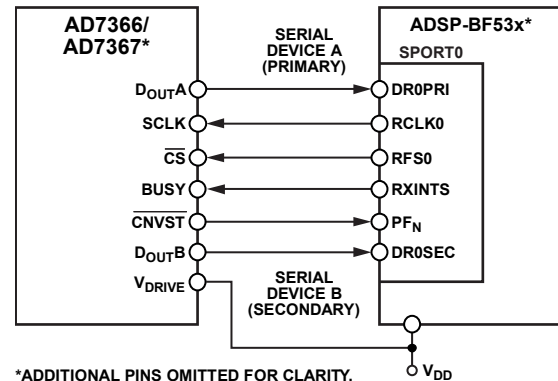 AD7366/
AD7367*
ADSP-BF53x*
SERIAL
DEVICE A
(PRIMARY)
SPORT0
DOUTA
DR0PRI
SCLK
RCLK0
CS
RFS0
BUSY
RXINTS
CNVST
PFN
DOUTB
DR0SEC
VDRIVE
SERIAL
DEVICE B
(SECONDARY)
VDD
*ADDITIONAL PINS OMITTED FOR CLARITY.